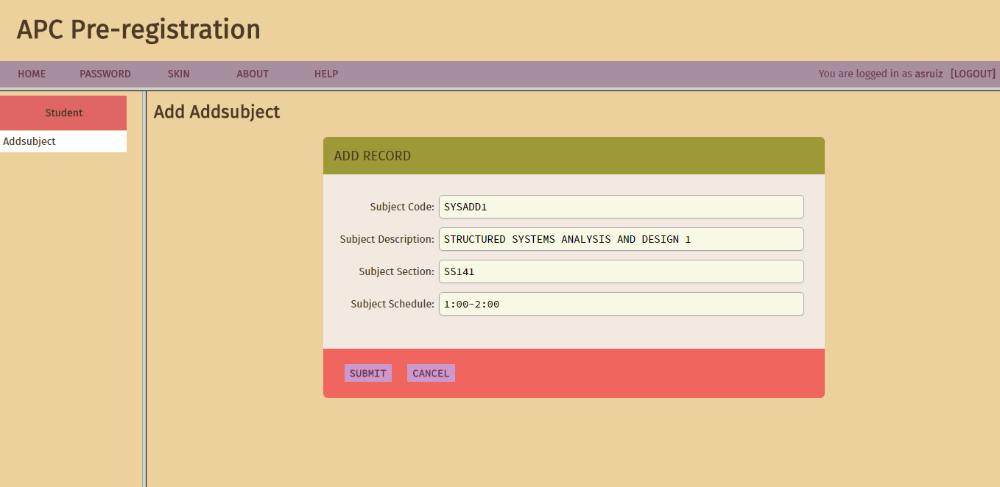 APC Pre-registration
HOME PASSWORD SKIN ABOUT HELP You are logged in as asruiz [LOGOUT]
Student
Addsubject
Add Addsubject
ADD RECORD
Subject Code: SYSADD1
Subject Description: STRUCTURED SYSTEMS ANALYSIS AND DESIGN 1
Subject Section: SS141
Subject Schedule: 1:00-2:00
SUBMIT CANCEL